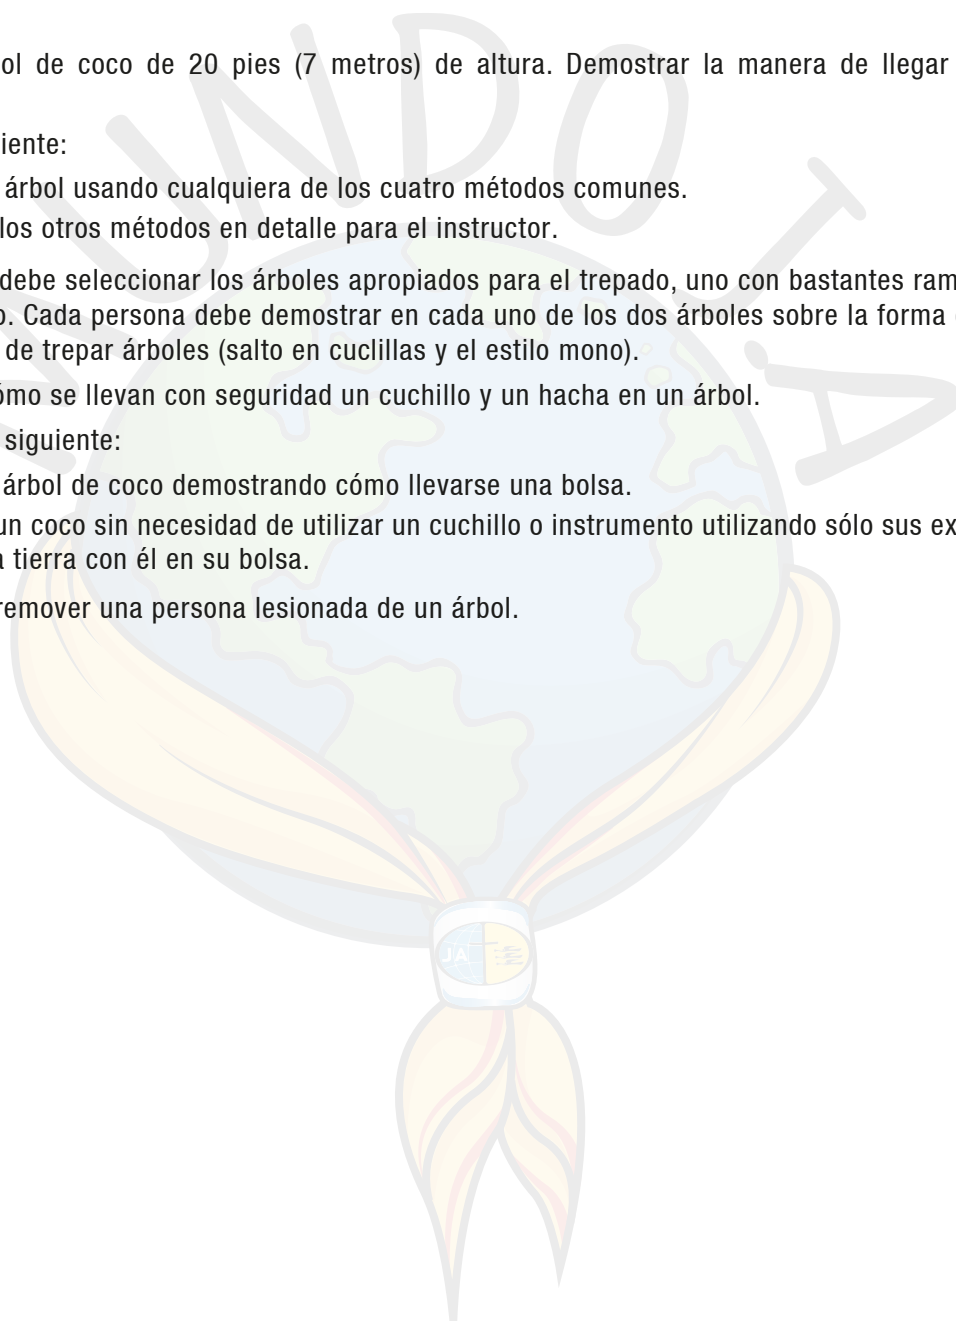 ol de coco de 20 pies (7 metros) de altura. Demostrar la manera de llegar
iente:
árbol usando cualquiera de los cuatro métodos comunes.
los otros métodos en detalle para el instructor.
debe seleccionar los árboles apropiados para el trepado, uno con bastantes ram
o. Cada persona debe demostrar en cada uno de los dos árboles sobre la forma
de trepar árboles (salto en cuclillas y el estilo mono).
ómo se llevan con seguridad un cuchillo y un hacha en un árbol.
siguiente:
árbol de coco demostrando cómo llevarse una bolsa.
un coco sin necesidad de utilizar un cuchillo o instrumento utilizando sólo sus ex
a tierra con él en su bolsa.
remover una persona lesionada de un árbol.
MUNDO JA
JA